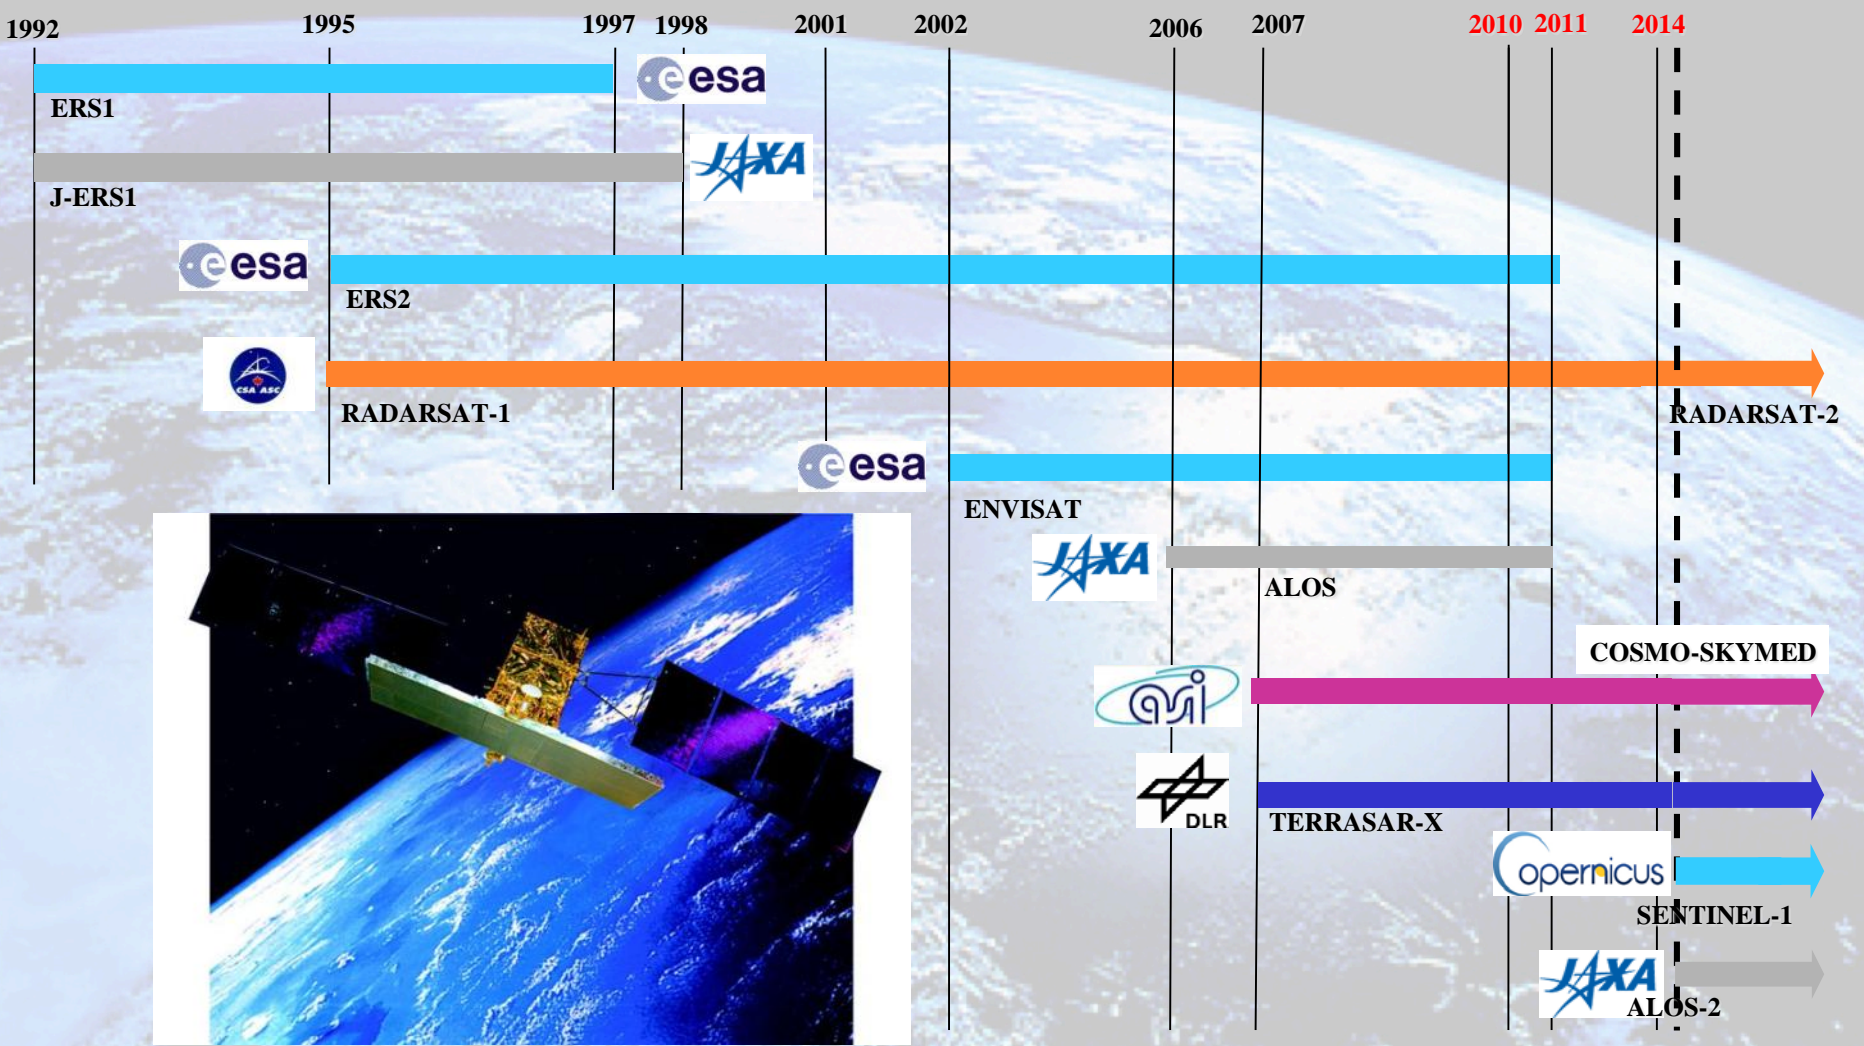 1992 1995 1997 1998 2001 2002 2006 2007 2010 2011 2014
esa
ERS1
JAXA
J-ERS1
esa
ERS2
CSA ASC
RADARSAT-1
RADARSAT-2
esa
ENVISAT
JAXA
ALOS
COSMO-SKYMED
asi
DLR
TERRASAR-X
Copernicus
SENTINEL-1
JAXA
ALOS-2